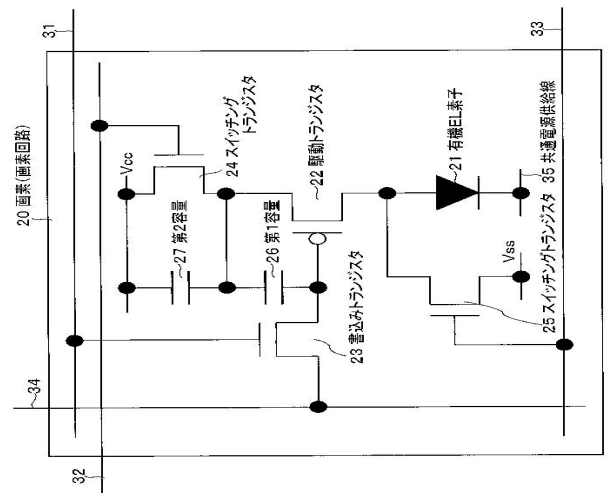 20 画素(画素回路)
31
33
34
32
Vcc
24 スイッチング
トランジスタ
27 第2容量
26 第1容量
22 駆動トランジスタ
21 有機EL素子
35 共通電源供給線
23 書込みトランジスタ
25 スイッチングトランジスタ
Vss